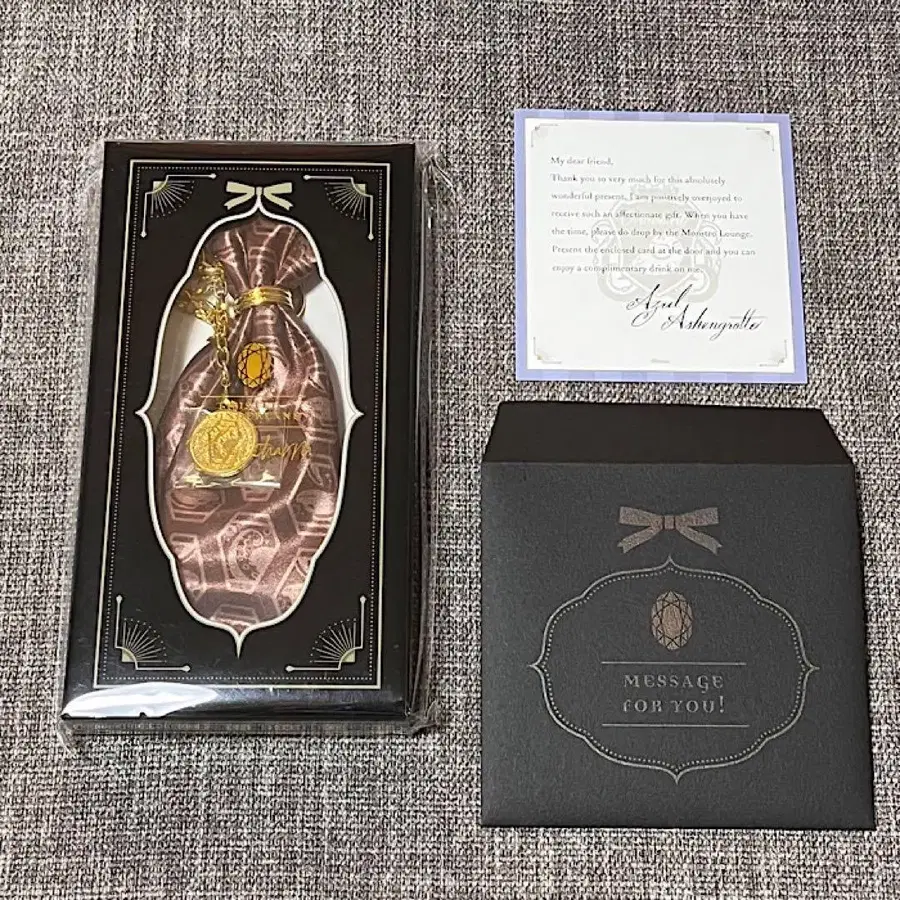 My dear friend,
Thank you so very much for this absolutely
wonderful present. I am positively overjoyed to
receive such an affectionate gift. When you have
the time, please do drop by the Monstro Lounge.
Present the enclosed card at the door and you can
enjoy a complimentary drink on me.
Azul
Ashengrotto
MESSAGE
FOR YOU!